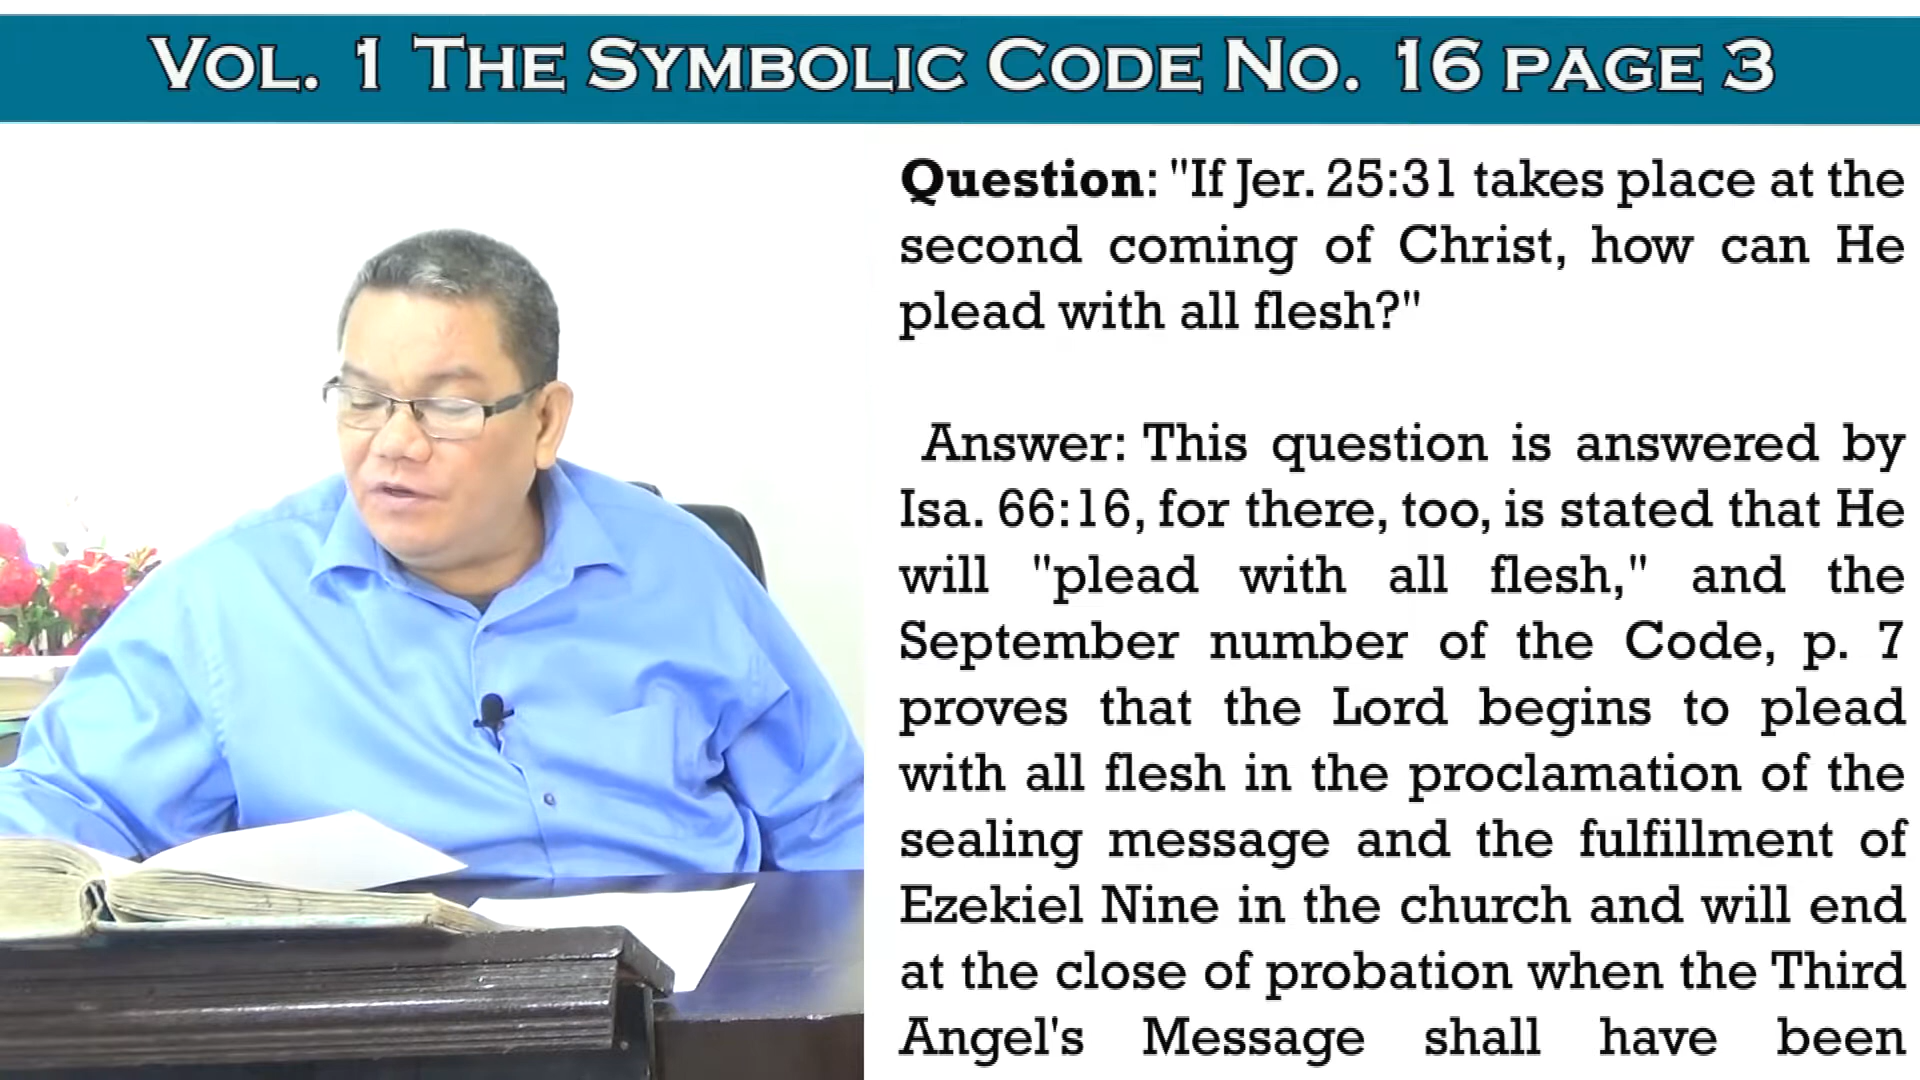 VOL. 1 THE SYMBOLIC CODE NO. 16 PAGE 3
Question: "If Jer. 25:31 takes place at the
second coming of Christ, how can He
plead with all flesh?"
Answer: This question is answered by
Isa. 66:16, for there, too, is stated that He
will "plead with all flesh," and the
September number of the Code, p. 7
proves that the Lord begins to plead
with all flesh in the proclamation of the
sealing message and the fulfillment of
Ezekiel Nine in the church and will end
at the close of probation when the Third
Angel's Message shall have been